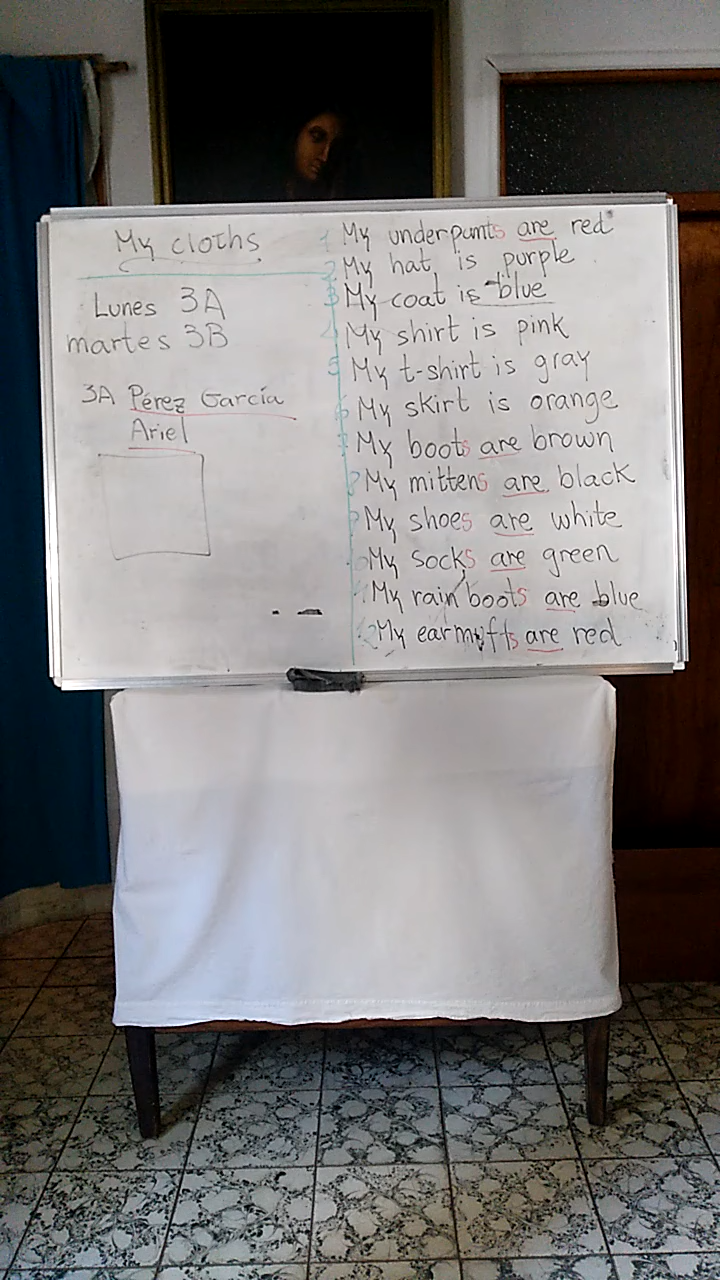 My cloths
Lunes 3A
martes 3B
3A Pérez García
Ariel
1 My underpants are red
2 My hat is purple
3 My coat is blue
4 My shirt is pink
5 My t-shirt is gray
6 My skirt is orange
7 My boots are brown
8 My mittens are black
9 My shoes are white
10 My socks are green
11 My rain boots are blue
12 My earmuffs are red